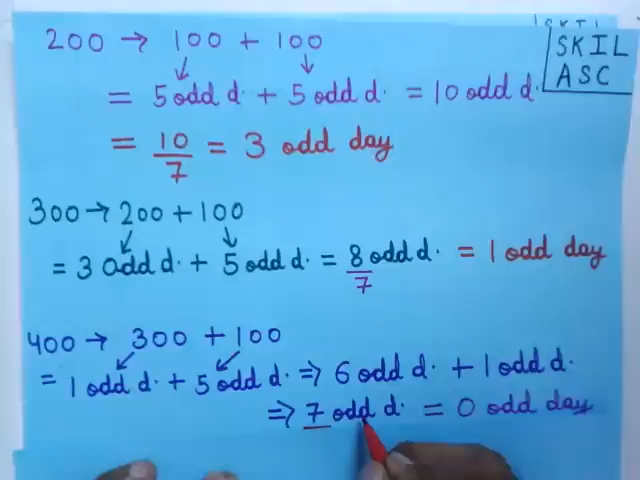 SKIL
ASC
200 → 100 + 100
= 5 odd d. + 5 odd d. = 10 odd d.
= 10/7 = 3 odd day
300 → 200 + 100
= 3 odd d. + 5 odd d. = 8/7 odd d. = 1 odd day
400 → 300 + 100
= 1 odd d. + 5 odd d. ⇒ 6 odd d. + 1 odd d.
⇒ 7 odd d. = 0 odd day